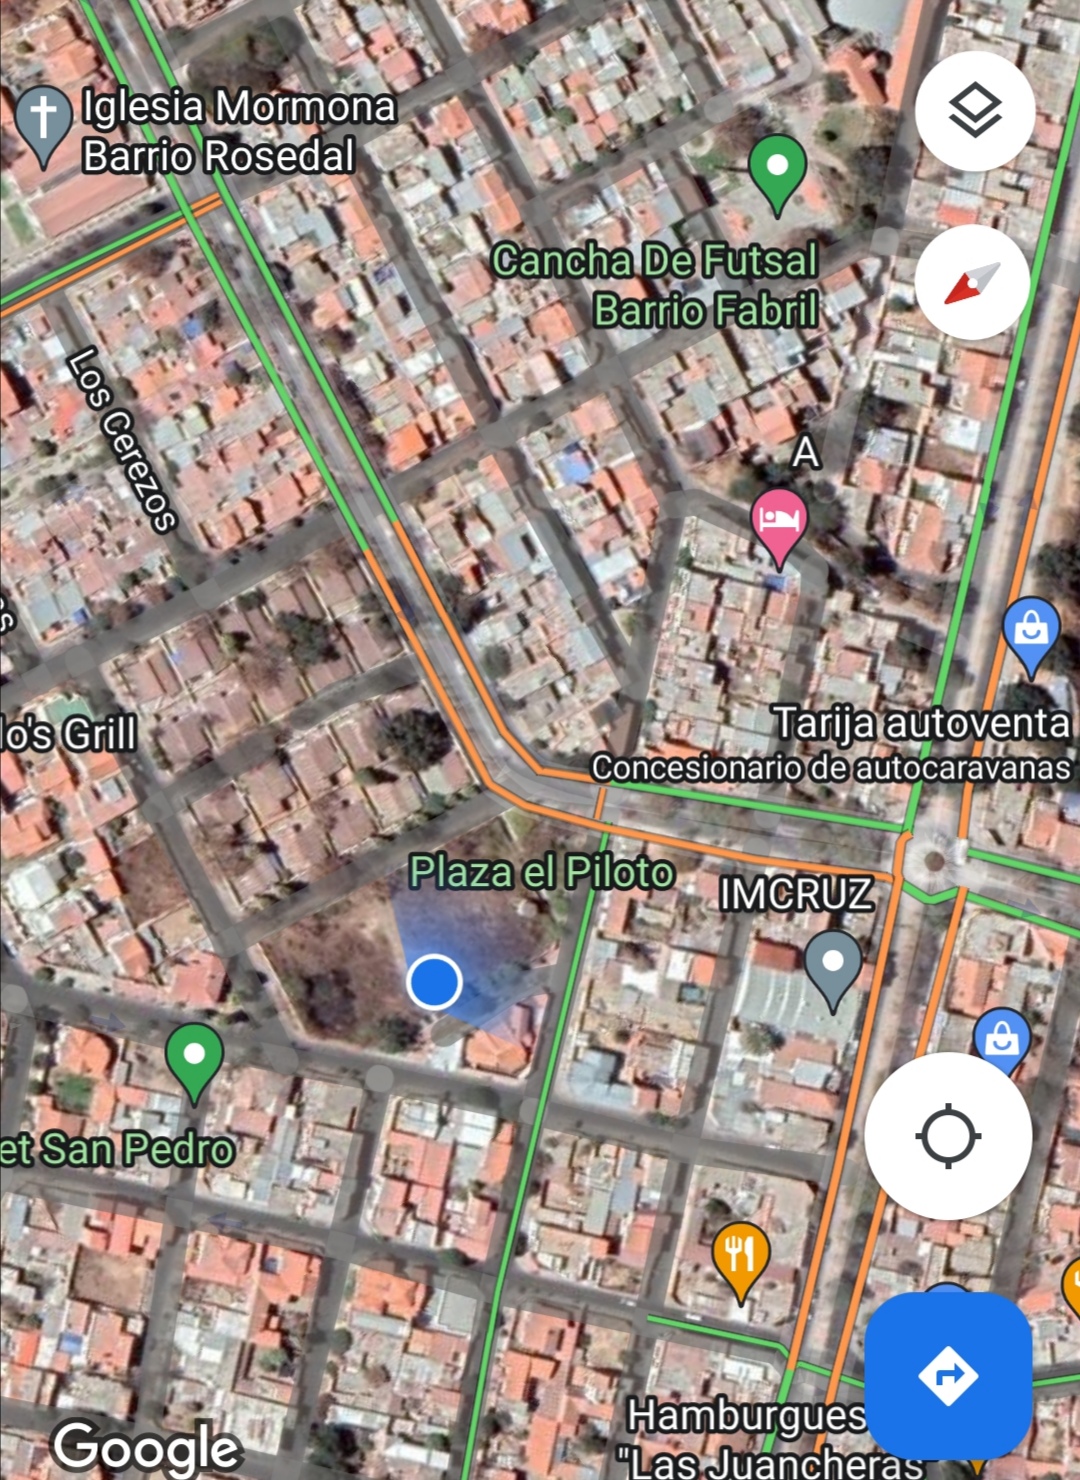 Iglesia Mormona
Barrio Rosedal
Cancha De Futsal
Barrio Fabril
Los Cerezos
A
lo's Grill
Tarija autoventa
Concesionario de autocaravanas
Plaza el Piloto
IMCRUZ
et San Pedro
Hamburgues
"Las Juancheras
Google